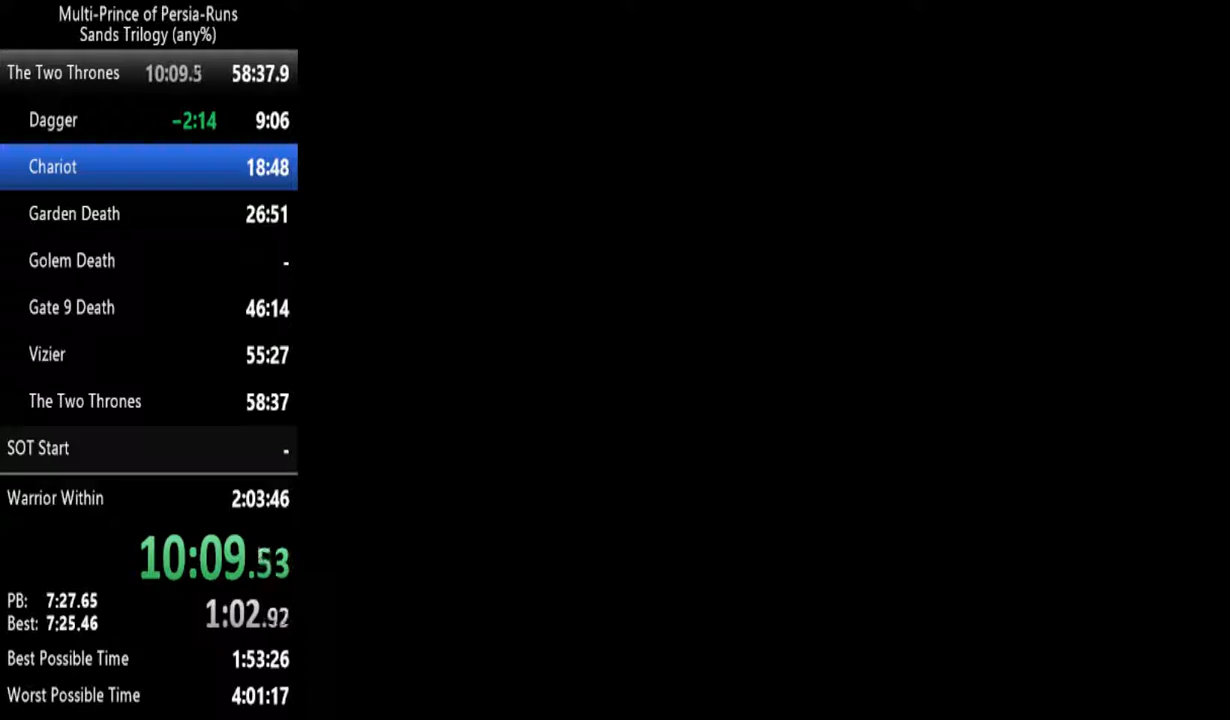 Multi-Prince of Persia-Runs
Sands Trilogy (any%)
The Two Thrones 10:09.5 58:37.9
Dagger −2:14 9:06
Chariot 18:48
Garden Death 26:51
Golem Death -
Gate 9 Death 46:14
Vizier 55:27
The Two Thrones 58:37
SOT Start -
Warrior Within 2:03:46
10:09.53
PB: 7:27.65 1:02.92
Best: 7:25.46
Best Possible Time 1:53:26
Worst Possible Time 4:01:17